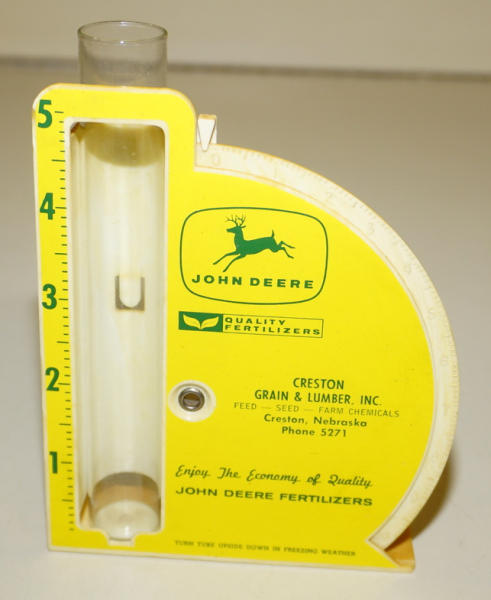 5
4
3
2
1
0
JOHN DEERE
QUALITY
FERTILIZERS
CRESTON
GRAIN & LUMBER, INC.
FEED — SEED — FARM CHEMICALS
Creston, Nebraska
Phone 5271
Enjoy The Economy of Quality
JOHN DEERE FERTILIZERS
TURN TUBE UPSIDE DOWN IN FREEZING WEATHER